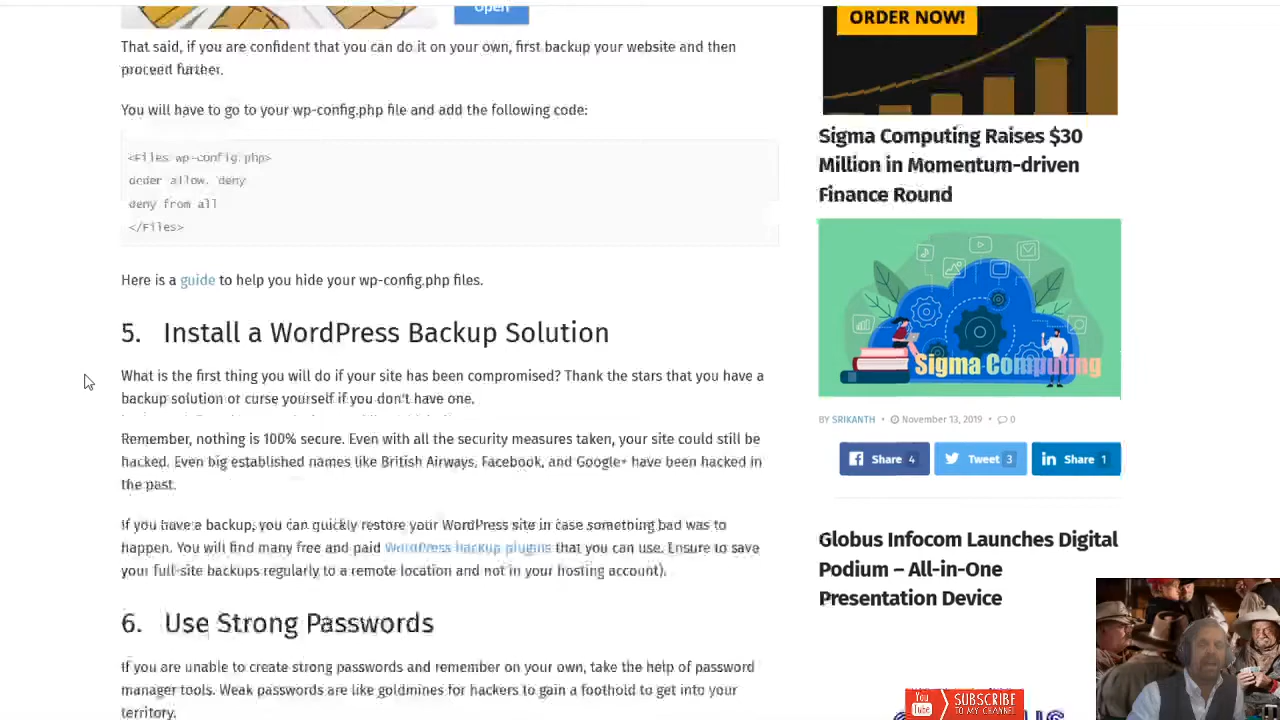 Open
That said, if you are confident that you can do it on your own, first backup your website and then
proceed further.
You will have to go to your wp-config.php file and add the following code:
<Files wp-config.php>
order allow, deny
deny from all
</Files>
Here is a guide to help you hide your wp-config.php files.
5. Install a WordPress Backup Solution
What is the first thing you will do if your site has been compromised? Thank the stars that you have a
backup solution or curse yourself if you don't have one.
Remember, nothing is 100% secure. Even with all the security measures taken, your site could still be
hacked. Even big established names like British Airways, Facebook, and Google+ have been hacked in
the past.
If you have a backup, you can quickly restore your WordPress site in case something bad was to
happen. You will find many free and paid WordPress backup plugins that you can use. Ensure to save
your full-site backups regularly to a remote location and not in your hosting account).
6. Use Strong Passwords
If you are unable to create strong passwords and remember on your own, take the help of password
manager tools. Weak passwords are like goldmines for hackers to gain a foothold to get into your
territory.
ORDER NOW!
Sigma Computing Raises $30
Million in Momentum-driven
Finance Round
Sigma Computing
BY SRIKANTH • November 13, 2019 • 0
Share 4
Tweet 3
Share 1
Globus Infocom Launches Digital
Podium – All-in-One
Presentation Device
You Tube SUBSCRIBE
TO MY CHANNEL